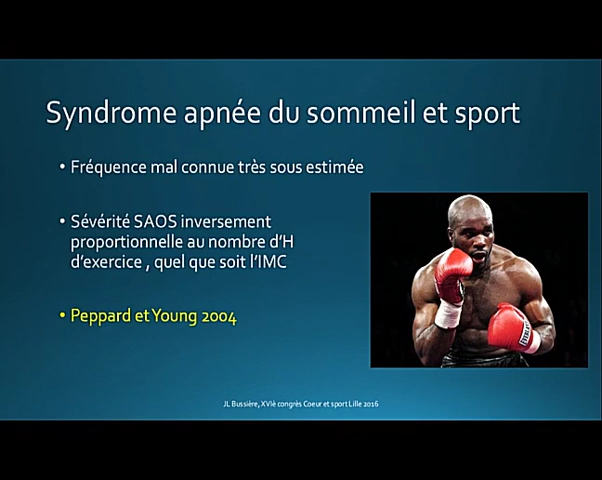 Syndrome apnée du sommeil et sport
• Fréquence mal connue très sous estimée
• Sévérité SAOS inversement
proportionnelle au nombre d'H
d'exercice , quel que soit l'IMC
• Peppard et Young 2004
JL Bussière, XVIè congrès Coeur et sport Lille 2016